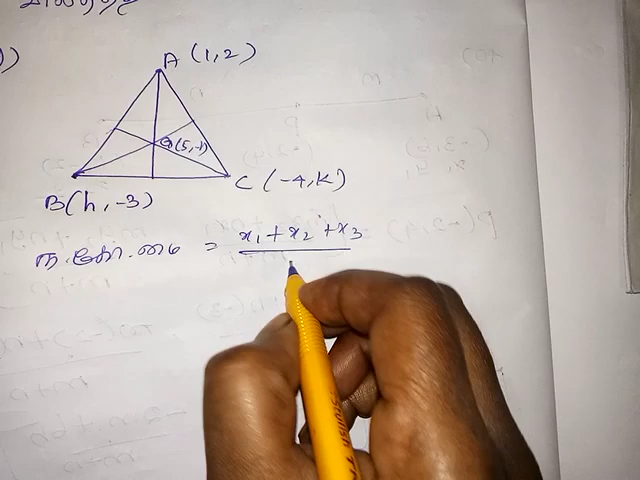 A (1,2)
G(5,-1)
B(h,-3)
C (-4,k)
ந.கோ.மை = x₁+x₂+x₃